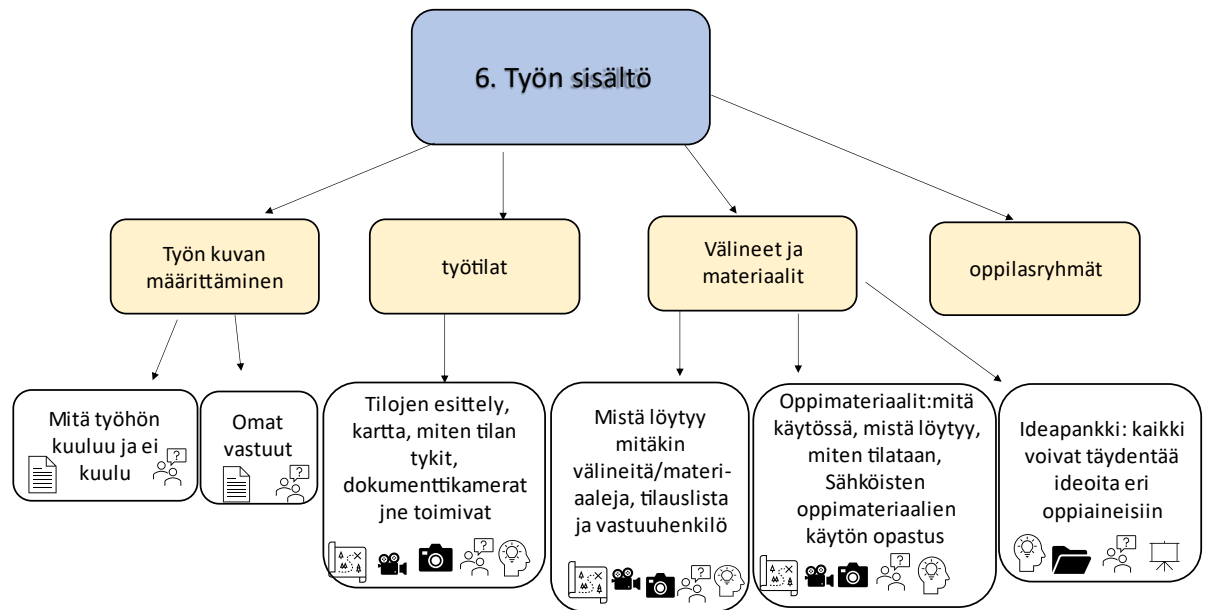 6. Työn sisältö
Työn kuvan
määrittäminen
työtilat
Välineet ja
materiaalit
oppilasryhmät
Mitä työhön
kuuluu ja ei
kuulu
?
Omat
vastuut
?
Tilojen esittely,
kartta, miten tilan
tykit,
dokumenttikamerat
jne toimivat
?
Mistä löytyy
mitäkin
välineitä/materi-
aaleja, tilauslista
ja vastuuhenkilö
?
Oppimateriaalit:mitä
käytössä, mistä löytyy,
miten tilataan,
Sähköisten
oppimateriaalien
käytön opastus
?
Ideapankki: kaikki
voivat täydentää
ideoita eri
oppiaineisiin
?